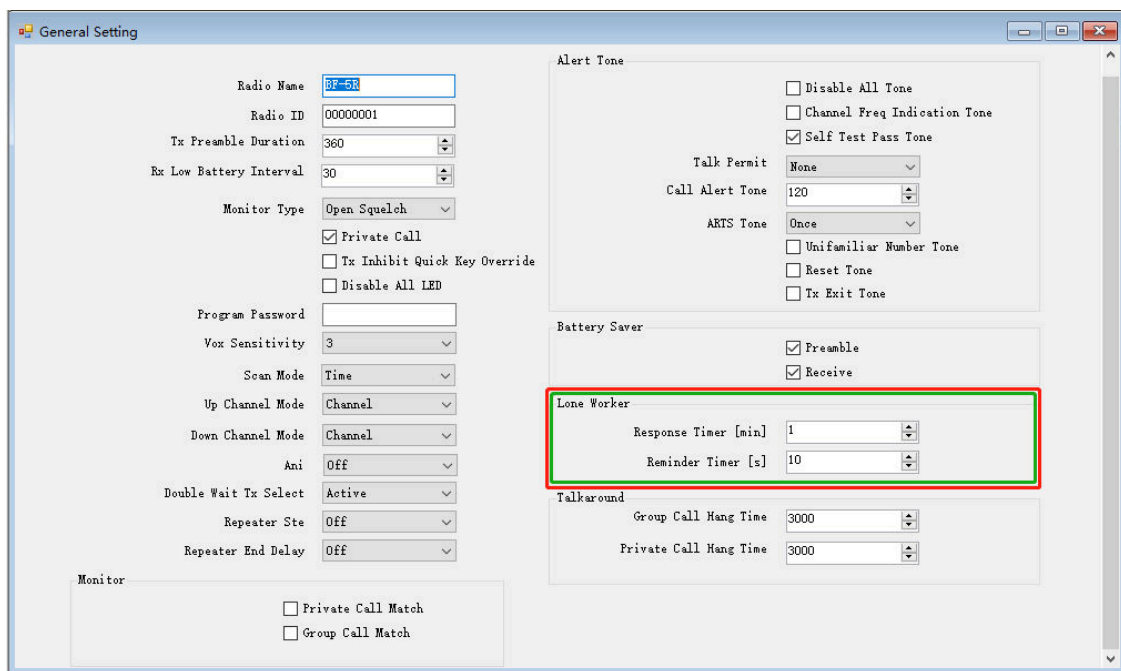 General Setting
Radio Name BF-5R
Radio ID 00000001
Tx Preamble Duration 360
Rx Low Battery Interval 30
Monitor Type Open Squelch
Private Call
Tx Inhibit Quick Key Override
Disable All LED
Program Password
Vox Sensitivity 3
Scan Mode Time
Up Channel Mode Channel
Down Channel Mode Channel
Ani Off
Double Wait Tx Select Active
Repeater Ste Off
Repeater End Delay Off
Monitor
Private Call Match
Group Call Match
Alert Tone
Disable All Tone
Channel Freq Indication Tone
Self Test Pass Tone
Talk Permit None
Call Alert Tone 120
ARTS Tone Once
Unifamiliar Number Tone
Reset Tone
Tx Exit Tone
Battery Saver
Preamble
Receive
Lone Worker
Response Timer [min] 1
Reminder Timer [s] 10
Talkaround
Group Call Hang Time 3000
Private Call Hang Time 3000